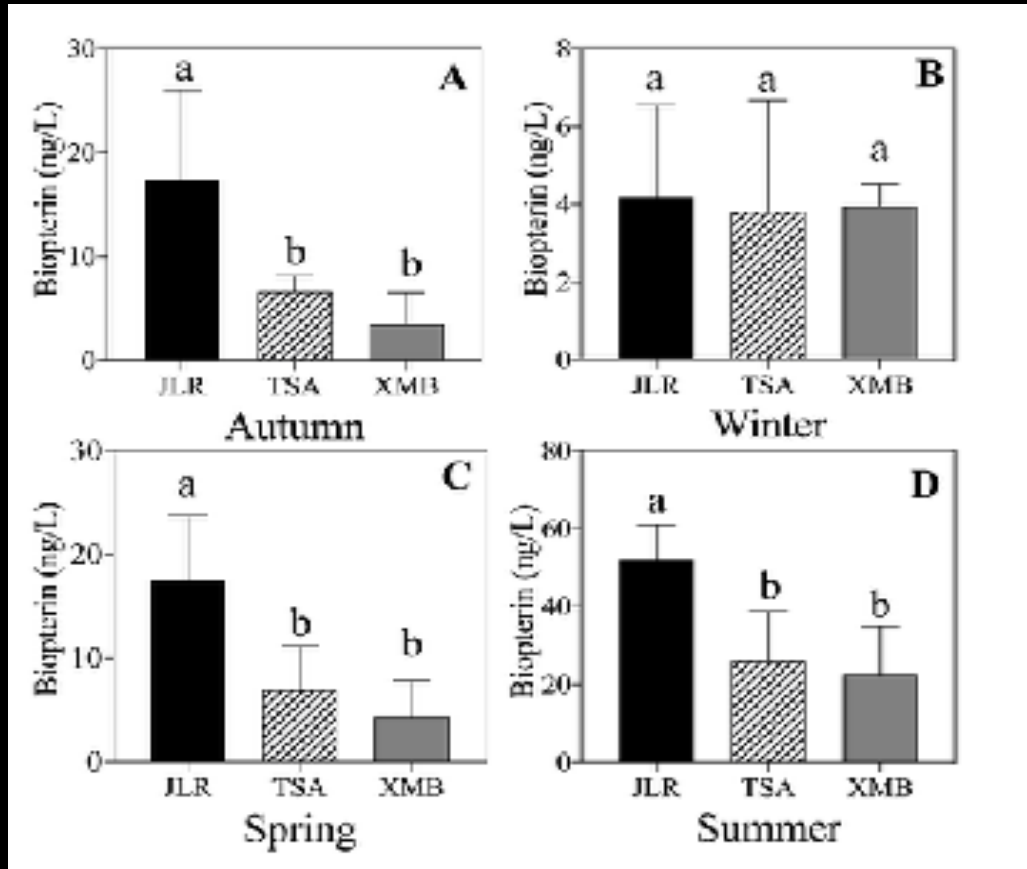 A
Biopterin (ng/L)
30
20
10
0
a
b
b
JLR TSA XMB
Autumn
B
Biopterin (ng/L)
8
6
4
2
0
a
a
a
JLR TSA XMB
Winter
C
Biopterin (ng/L)
30
20
10
0
a
b
b
JLR TSA XMB
Spring
D
Biopterin (ng/L)
80
60
40
20
0
a
b
b
JLR TSA XMB
Summer